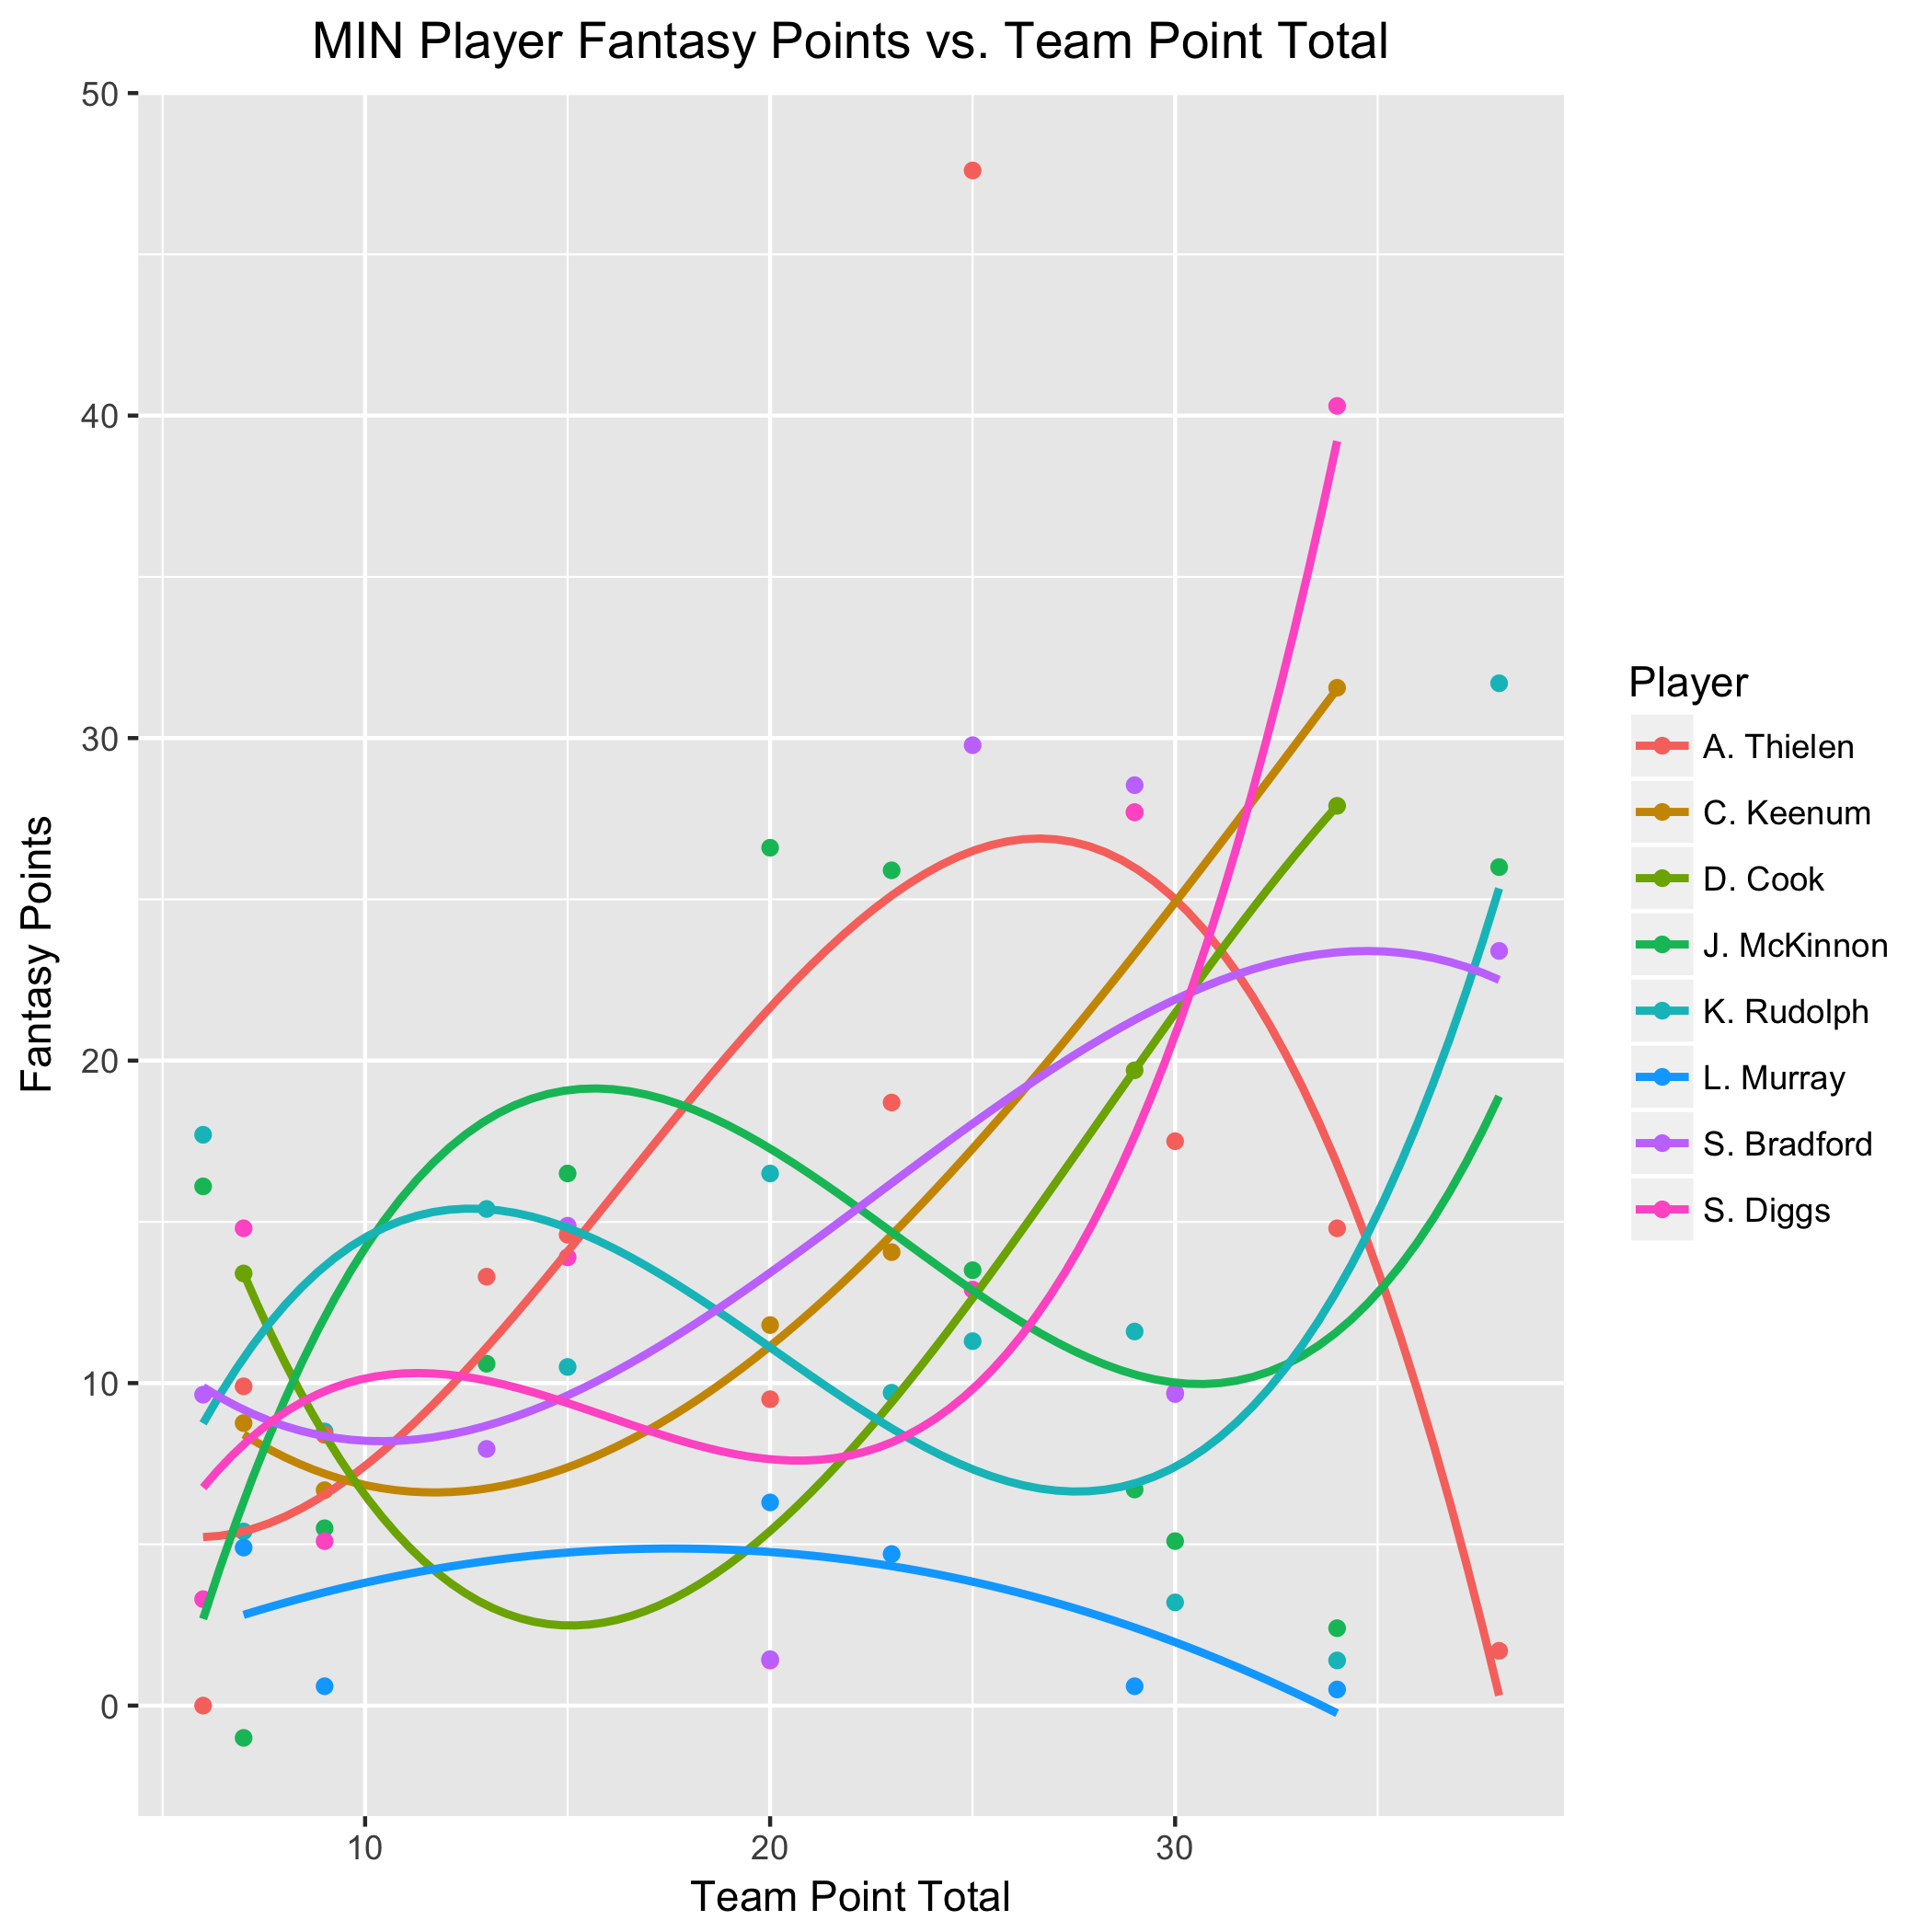 MIN Player Fantasy Points vs. Team Point Total
50
40
30
20
10
0
Fantasy Points
10 20 30
Team Point Total
Player
A. Thielen
C. Keenum
D. Cook
J. McKinnon
K. Rudolph
L. Murray
S. Bradford
S. Diggs